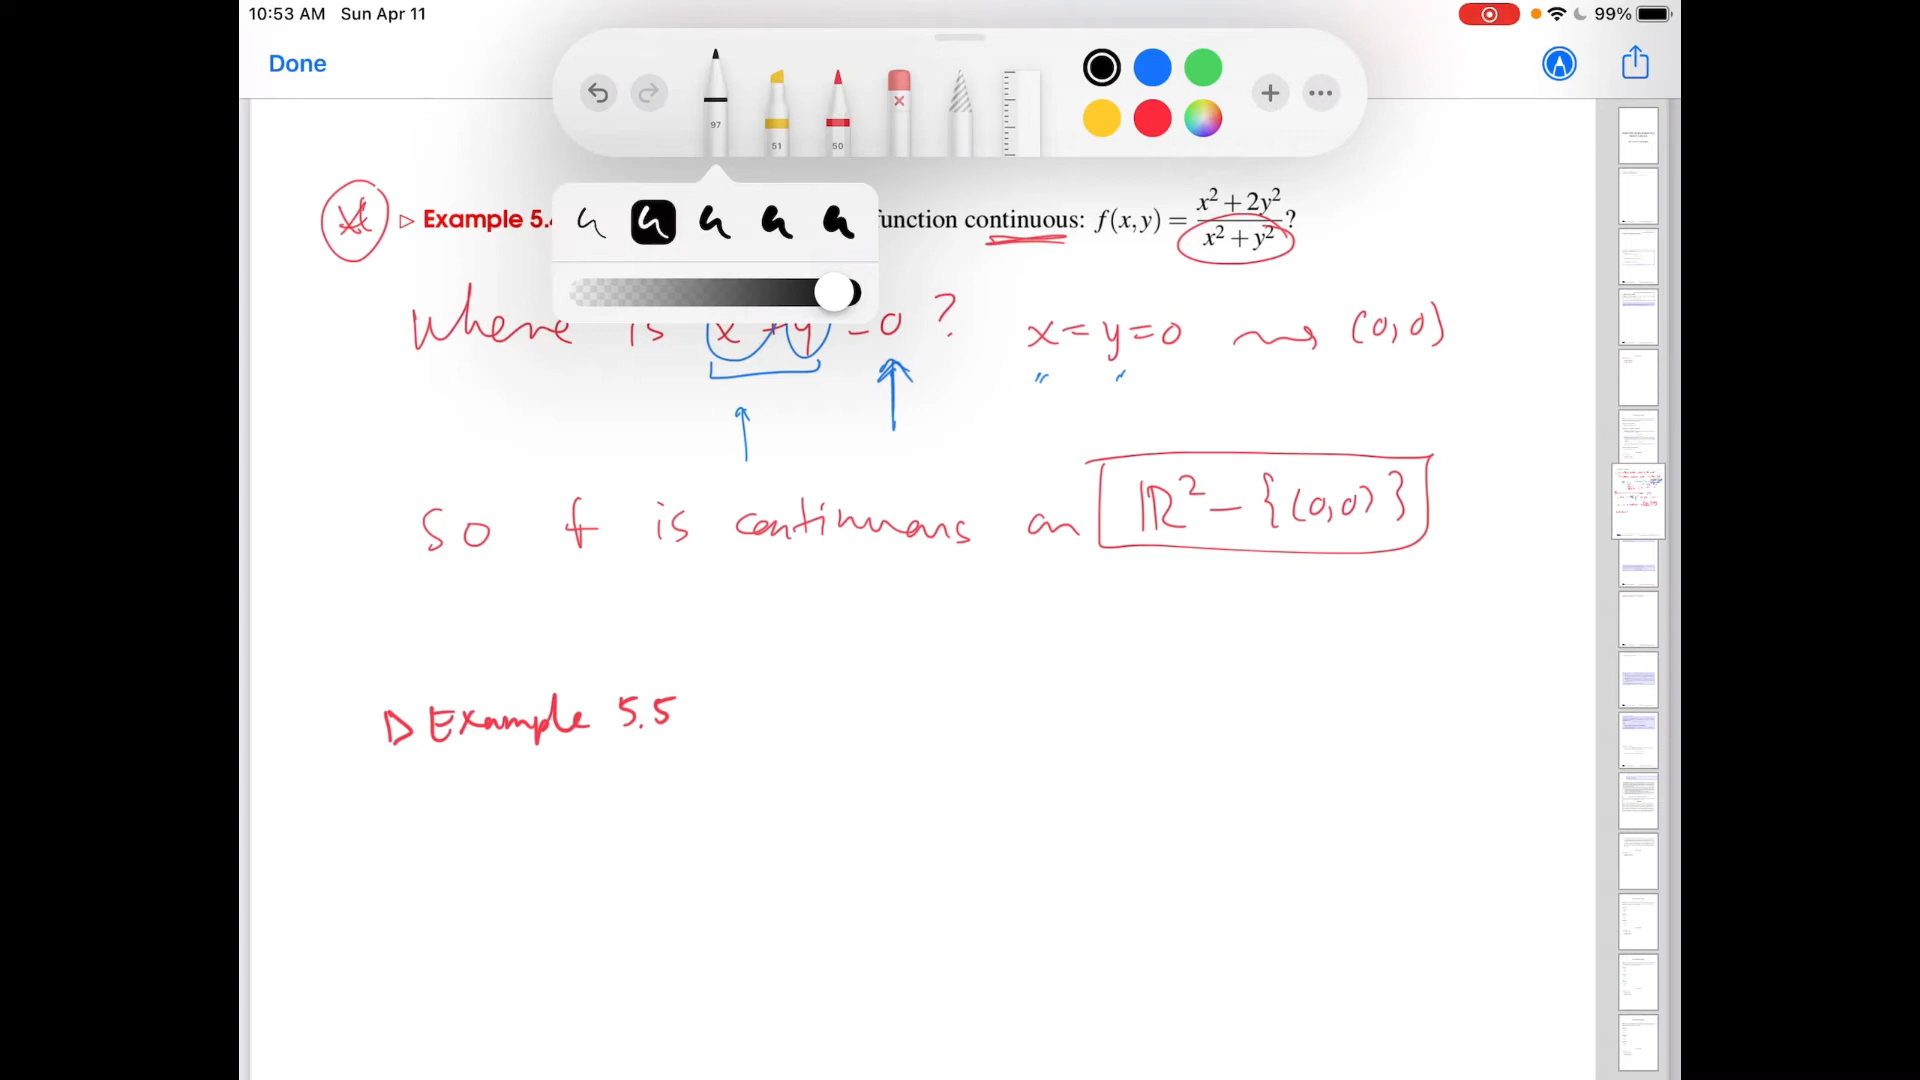 10:53 AM Sun Apr 11
99%
Done
97
51
50
▷ Example 5.
function continuous: f(x,y) = (x² + 2y²)/(x² + y²)?
Where is x + y = 0 ? x = y = 0 ⇝ (0,0)
" "
So f is continuous on ℝ² – {(0,0)}
▷ Example 5.5